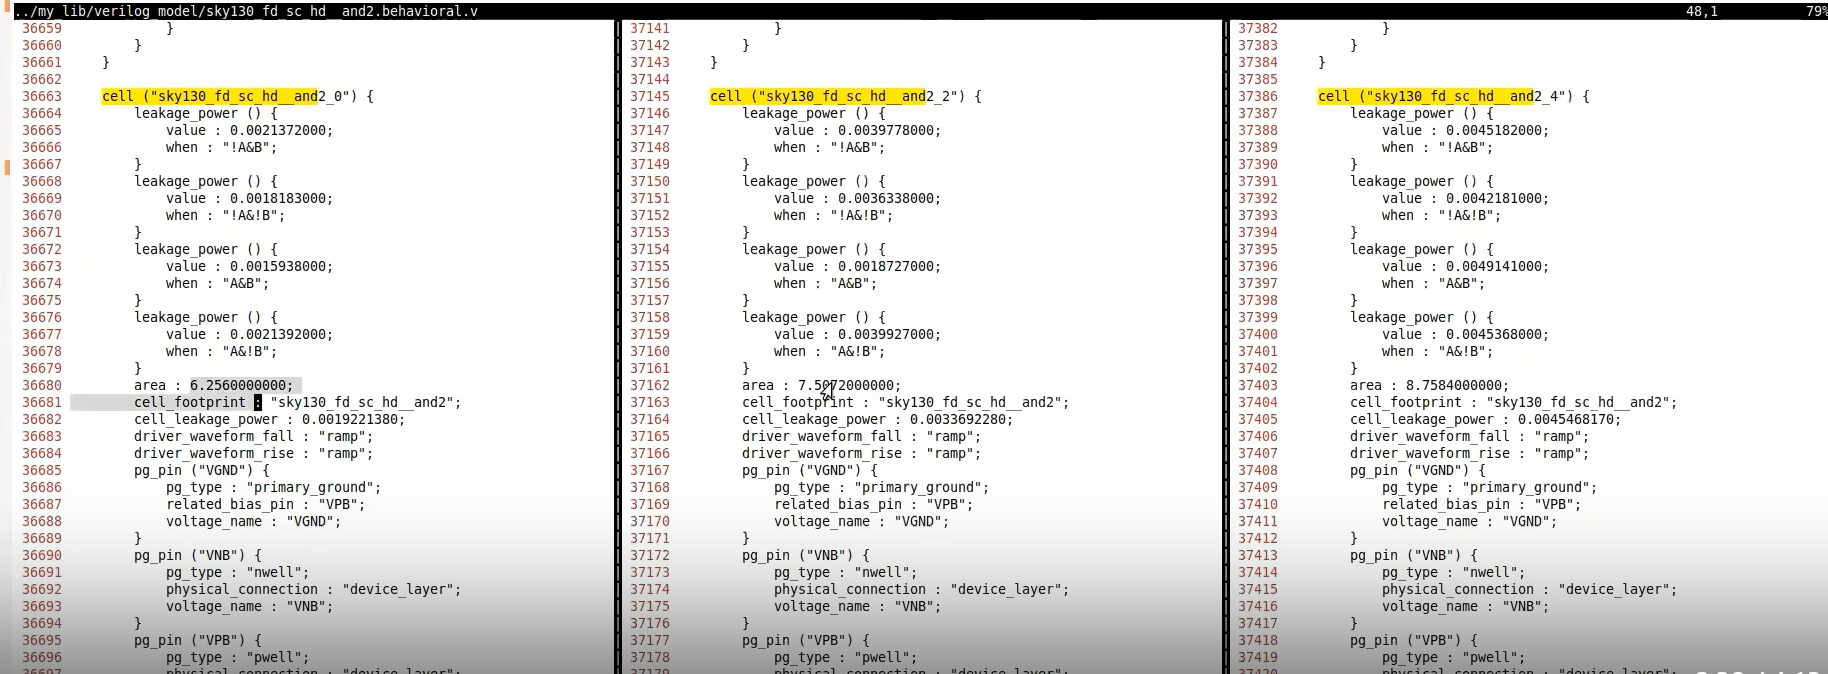 ../my_lib/verilog_model/sky130_fd_sc_hd__and2.behavioral.v 48,1 79%
36659 }
36660 }
36661 }
36662
36663 cell ("sky130_fd_sc_hd__and2_0") {
36664 leakage_power () {
36665 value : 0.0021372000;
36666 when : "!A&B";
36667 }
36668 leakage_power () {
36669 value : 0.0018183000;
36670 when : "!A&!B";
36671 }
36672 leakage_power () {
36673 value : 0.0015938000;
36674 when : "A&B";
36675 }
36676 leakage_power () {
36677 value : 0.0021392000;
36678 when : "A&!B";
36679 }
36680 area : 6.2560000000;
36681 cell_footprint : "sky130_fd_sc_hd__and2";
36682 cell_leakage_power : 0.0019221380;
36683 driver_waveform_fall : "ramp";
36684 driver_waveform_rise : "ramp";
36685 pg_pin ("VGND") {
36686 pg_type : "primary_ground";
36687 related_bias_pin : "VPB";
36688 voltage_name : "VGND";
36689 }
36690 pg_pin ("VNB") {
36691 pg_type : "nwell";
36692 physical_connection : "device_layer";
36693 voltage_name : "VNB";
36694 }
36695 pg_pin ("VPB") {
36696 pg_type : "pwell";
36697 physical_connection : "device_layer";
37141 }
37142 }
37143 }
37144
37145 cell ("sky130_fd_sc_hd__and2_2") {
37146 leakage_power () {
37147 value : 0.0039778000;
37148 when : "!A&B";
37149 }
37150 leakage_power () {
37151 value : 0.0036338000;
37152 when : "!A&!B";
37153 }
37154 leakage_power () {
37155 value : 0.0018727000;
37156 when : "A&B";
37157 }
37158 leakage_power () {
37159 value : 0.0039927000;
37160 when : "A&!B";
37161 }
37162 area : 7.5072000000;
37163 cell_footprint : "sky130_fd_sc_hd__and2";
37164 cell_leakage_power : 0.0033692280;
37165 driver_waveform_fall : "ramp";
37166 driver_waveform_rise : "ramp";
37167 pg_pin ("VGND") {
37168 pg_type : "primary_ground";
37169 related_bias_pin : "VPB";
37170 voltage_name : "VGND";
37171 }
37172 pg_pin ("VNB") {
37173 pg_type : "nwell";
37174 physical_connection : "device_layer";
37175 voltage_name : "VNB";
37176 }
37177 pg_pin ("VPB") {
37178 pg_type : "pwell";
37179 physical_connection : "device_layer";
37382 }
37383 }
37384 }
37385
37386 cell ("sky130_fd_sc_hd__and2_4") {
37387 leakage_power () {
37388 value : 0.0045182000;
37389 when : "!A&B";
37390 }
37391 leakage_power () {
37392 value : 0.0042181000;
37393 when : "!A&!B";
37394 }
37395 leakage_power () {
37396 value : 0.0049141000;
37397 when : "A&B";
37398 }
37399 leakage_power () {
37400 value : 0.0045368000;
37401 when : "A&!B";
37402 }
37403 area : 8.7584000000;
37404 cell_footprint : "sky130_fd_sc_hd__and2";
37405 cell_leakage_power : 0.0045468170;
37406 driver_waveform_fall : "ramp";
37407 driver_waveform_rise : "ramp";
37408 pg_pin ("VGND") {
37409 pg_type : "primary_ground";
37410 related_bias_pin : "VPB";
37411 voltage_name : "VGND";
37412 }
37413 pg_pin ("VNB") {
37414 pg_type : "nwell";
37415 physical_connection : "device_layer";
37416 voltage_name : "VNB";
37417 }
37418 pg_pin ("VPB") {
37419 pg_type : "pwell";
37420 physical_connection : "device_layer";